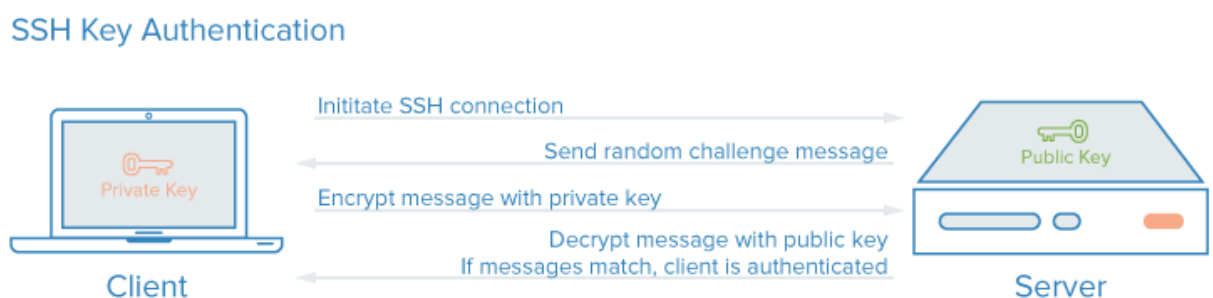 SSH Key Authentication
Inititate SSH connection
Send random challenge message
Encrypt message with private key
Decrypt message with public key
If messages match, client is authenticated
Private Key
Public Key
Client
Server